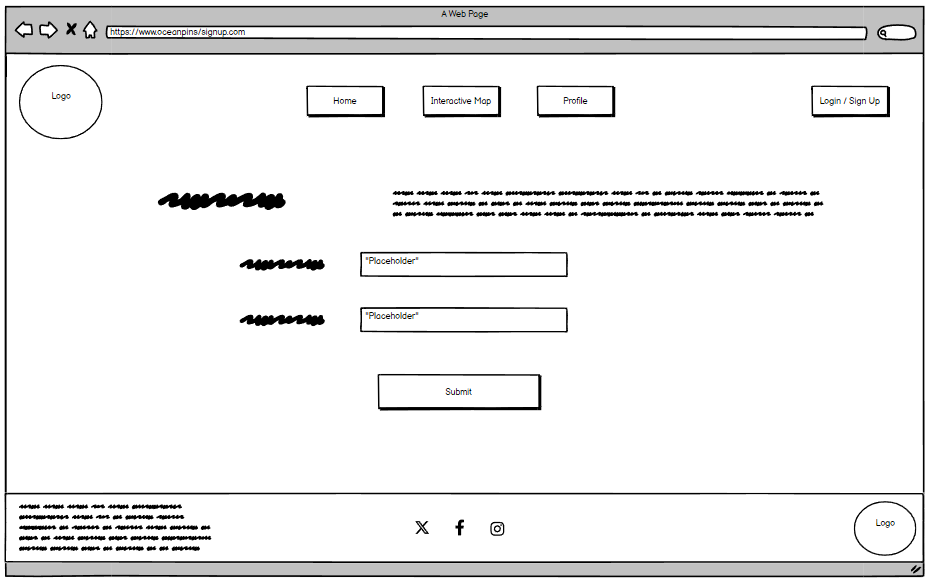 A Web Page
https://www.oceanpins/signup.com
Logo
Home
Interactive Map
Profile
Login / Sign Up
"Placeholder"
"Placeholder"
Submit
Logo